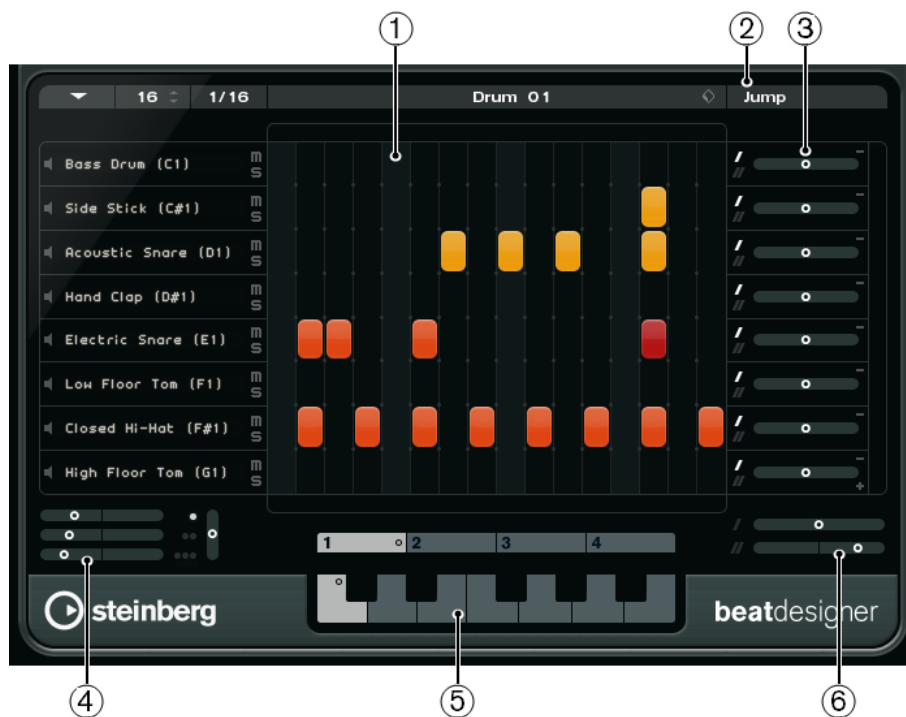 1 2 3
16 1/16 Drum 01 Jump
Bass Drum (C1) m S
Side Stick (C#1) m S
Acoustic Snare (D1) m S
Hand Clap (D#1) m S
Electric Snare (E1) m S
Low Floor Tom (F1) m S
Closed Hi-Hat (F#1) m S
High Floor Tom (G1) m S
1 2 3 4
steinberg beatdesigner
4 5 6